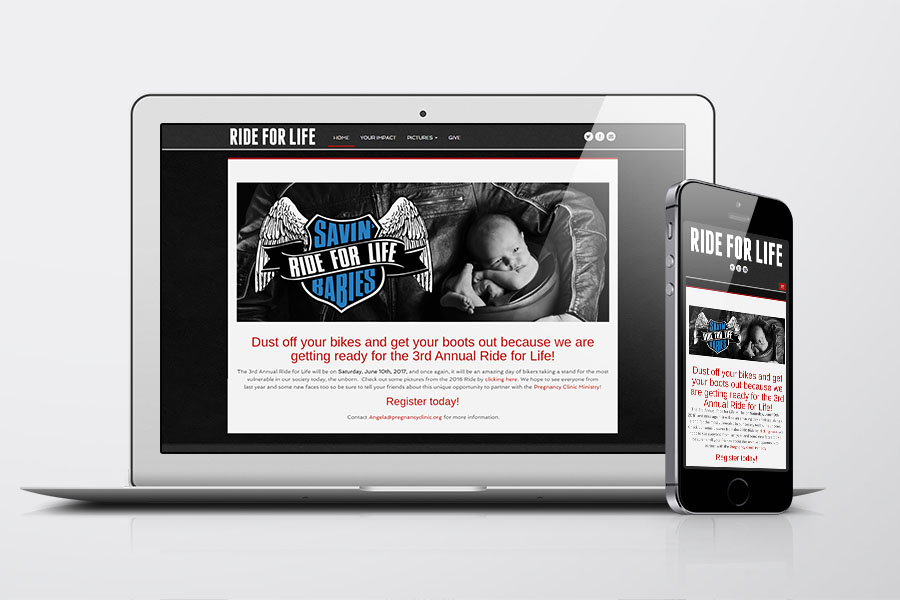 RIDE FOR LIFE
HOME YOUR IMPACT PICTURES GIVE
SAVIN'
RIDE FOR LIFE
BABIES
Dust off your bikes and get your boots out because we are
getting ready for the 3rd Annual Ride for Life!
The 3rd Annual Ride for Life will be on Saturday, June 10th, 2017, and once again, it will be an amazing day of bikers taking a stand for the most
vulnerable in our society today, the unborn. Check out some pictures from the 2016 Ride by clicking here. We hope to see everyone from
last year and some new faces too so be sure to tell your friends about this unique opportunity to partner with the Pregnancy Clinic Ministry!
Register today!
Contact Angela@pregnancyclinic.org for more information.
RIDE FOR LIFE
SAVIN'
RIDE FOR LIFE
BABIES
Dust off your bikes and get
your boots out because we
are getting ready for the 3rd
Annual Ride for Life!
Register today!